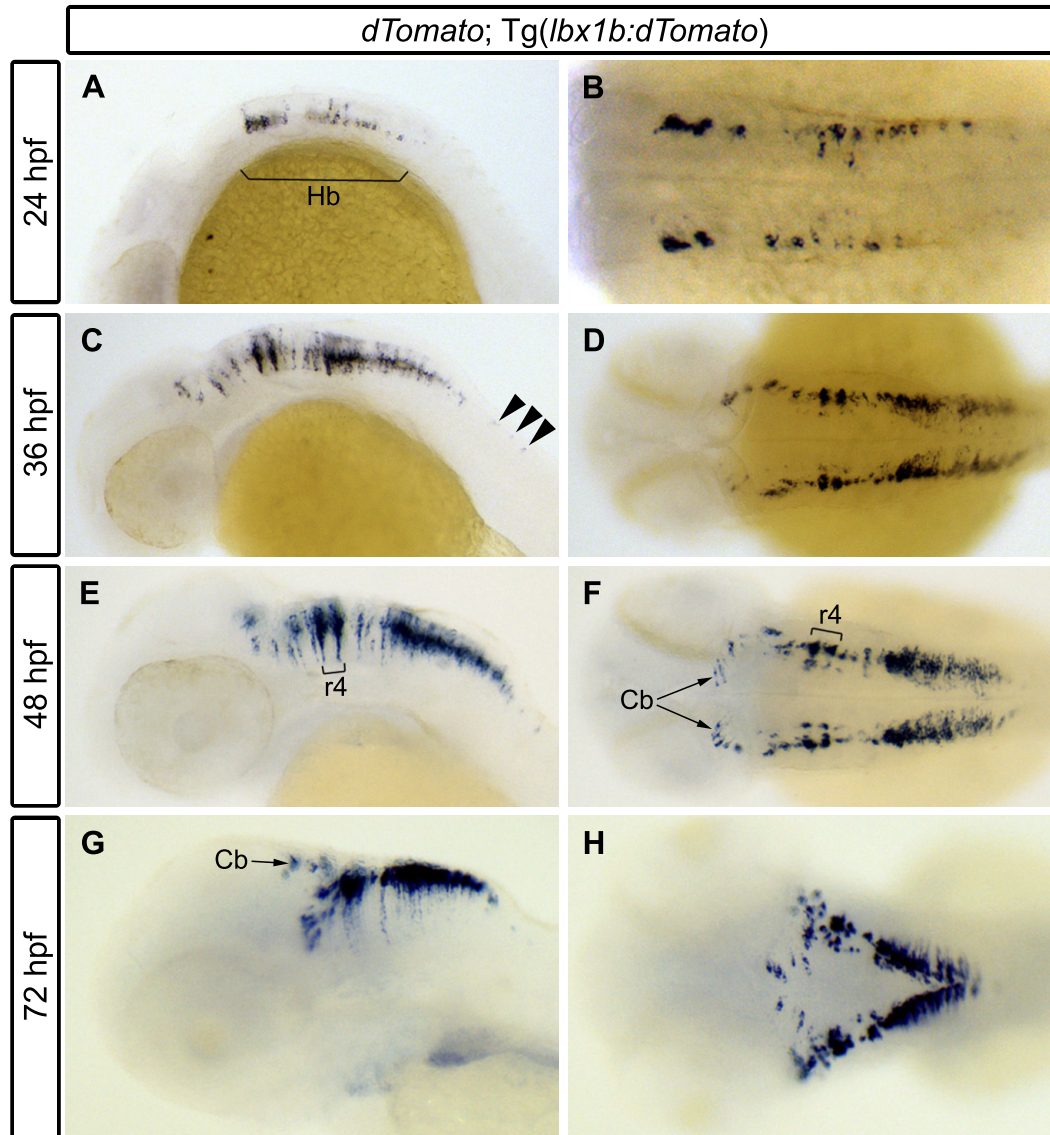 dTomato; Tg(lbx1b:dTomato)
24 hpf
A
Hb
B
36 hpf
C
D
48 hpf
E
r4
F
r4
Cb
72 hpf
G
Cb
H